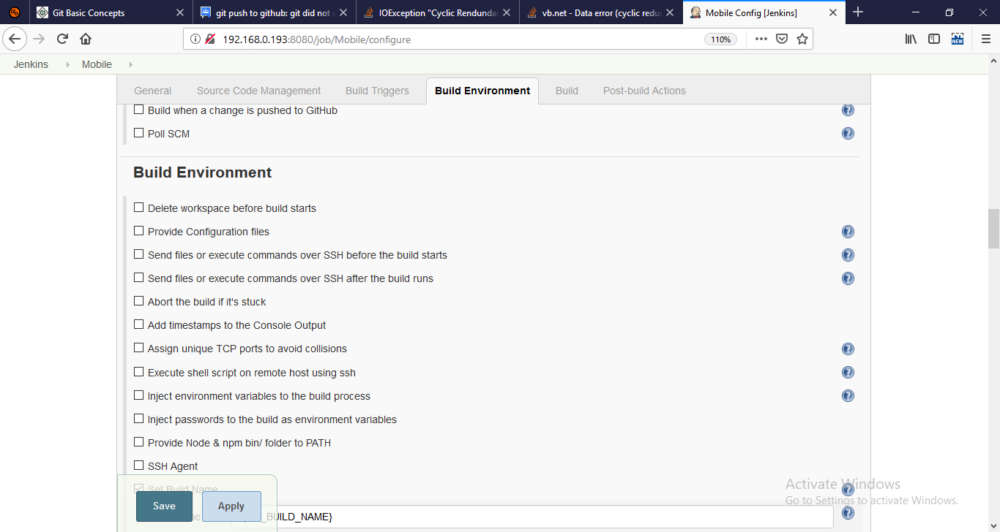 Git Basic Concepts
git push to github: git did not
IOException "Cyclic Rendunda
vb.net - Data error (cyclic redu
Mobile Config [Jenkins]
192.168.0.193:8080/job/Mobile/configure
110%
NEW
Jenkins
Mobile
General
Source Code Management
Build Triggers
Build Environment
Build
Post-build Actions
Build when a change is pushed to GitHub
Poll SCM
Build Environment
Delete workspace before build starts
Provide Configuration files
Send files or execute commands over SSH before the build starts
Send files or execute commands over SSH after the build runs
Abort the build if it's stuck
Add timestamps to the Console Output
Assign unique TCP ports to avoid collisions
Execute shell script on remote host using ssh
Inject environment variables to the build process
Inject passwords to the build as environment variables
Provide Node & npm bin/ folder to PATH
SSH Agent
Set Build Name
Activate Windows
Go to Settings to activate Windows.
Save
Apply
_BUILD_NAME}